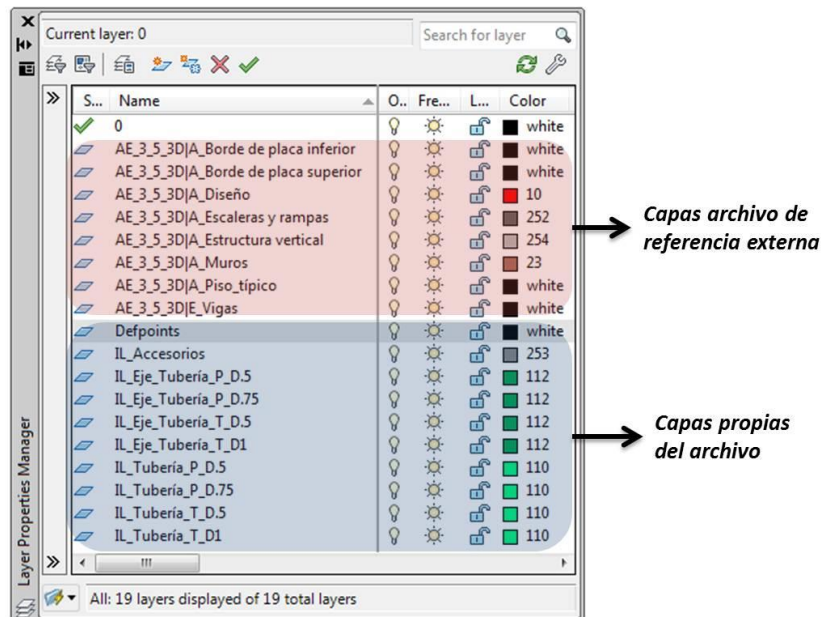 Current layer: 0
Search for layer
S... Name O.. Fre... L... Color
0 white
AE_3_5_3D|A_Borde de placa inferior white
AE_3_5_3D|A_Borde de placa superior white
AE_3_5_3D|A_Diseño 10
AE_3_5_3D|A_Escaleras y rampas 252
AE_3_5_3D|A_Estructura vertical 254
AE_3_5_3D|A_Muros 23
AE_3_5_3D|A_Piso_típico white
AE_3_5_3D|E_Vigas white
Defpoints white
IL_Accesorios 253
IL_Eje_Tubería_P_D.5 112
IL_Eje_Tubería_P_D.75 112
IL_Eje_Tubería_T_D.5 112
IL_Eje_Tubería_T_D1 112
IL_Tubería_P_D.5 110
IL_Tubería_P_D.75 110
IL_Tubería_T_D.5 110
IL_Tubería_T_D1 110
All: 19 layers displayed of 19 total layers
Layer Properties Manager
Capas archivo de
referencia externa
Capas propias
del archivo